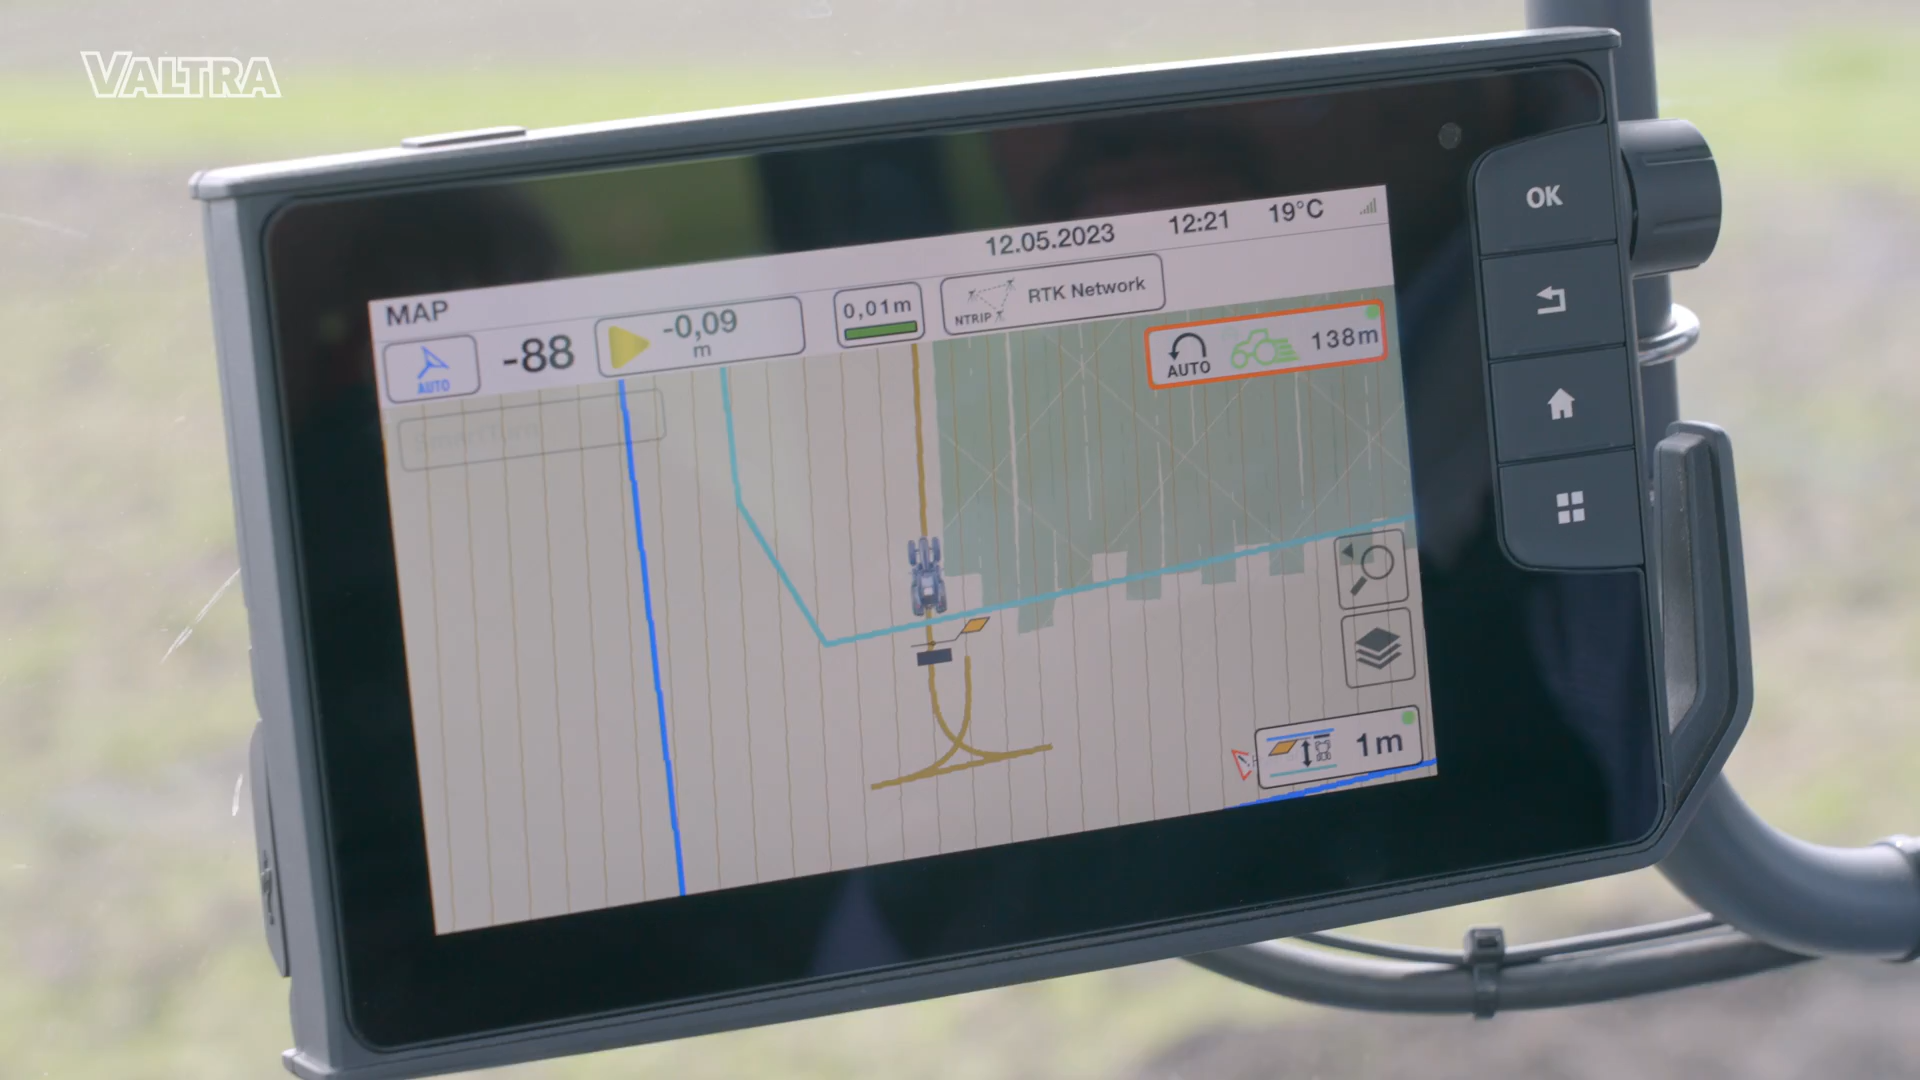 VALTRA
12.05.2023 12:21 19°C
MAP
AUTO
-88
-0,09
m
0,01m
NTRIP
RTK Network
AUTO
138m
SmartTurn
1m
OK